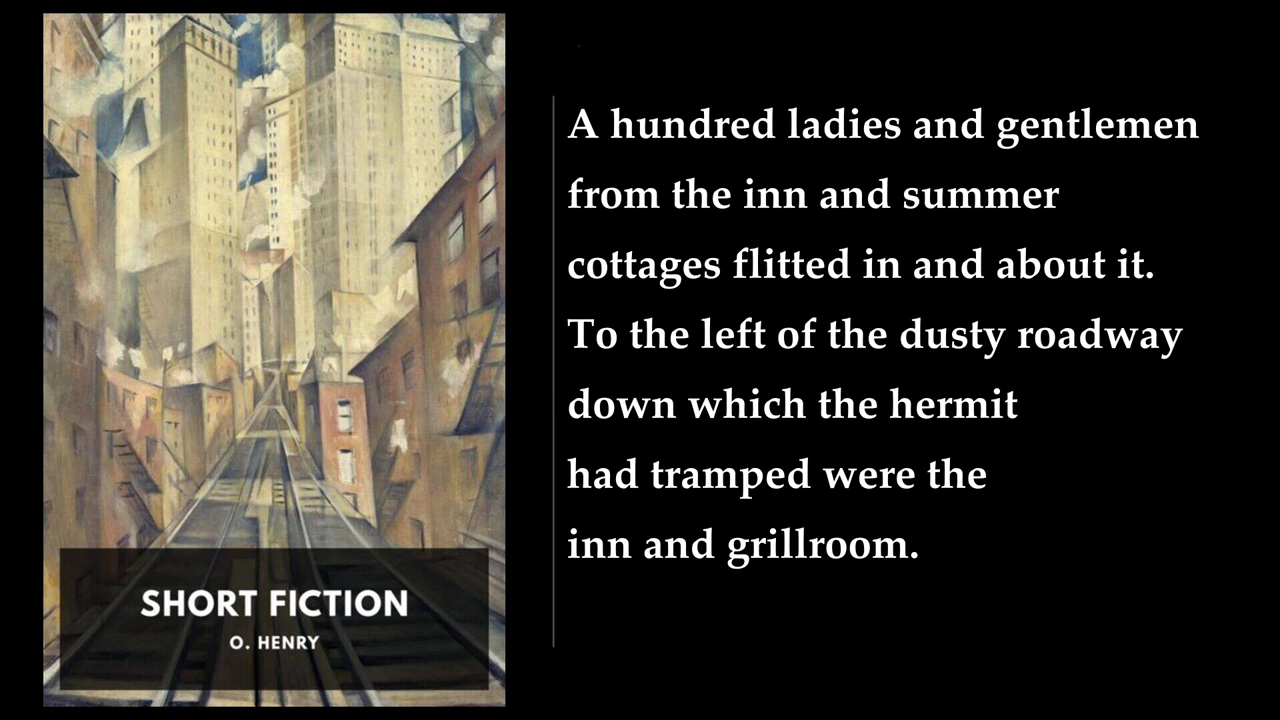 SHORT FICTION
O. HENRY
A hundred ladies and gentlemen
from the inn and summer
cottages flitted in and about it.
To the left of the dusty roadway
down which the hermit
had tramped were the
inn and grillroom.